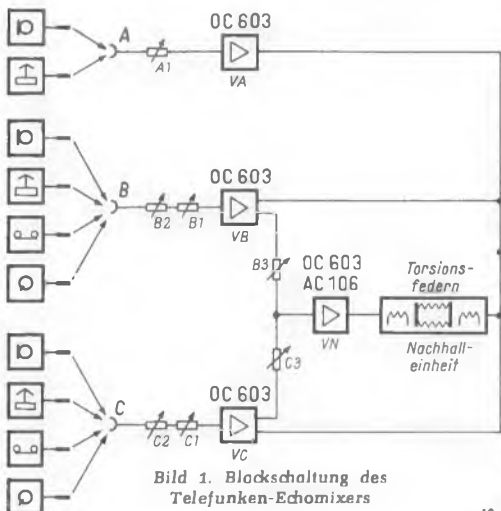 OC 603
A
A1
VA
OC 603
B
B2
B1
VB
B3
OC 603
AC 106
VN
Torsions-
federn
Nachhall-
einheit
C3
OC 603
C
C2
C1
VC
Bild 1. Blockschaltung des
Telefunken-Echomixers